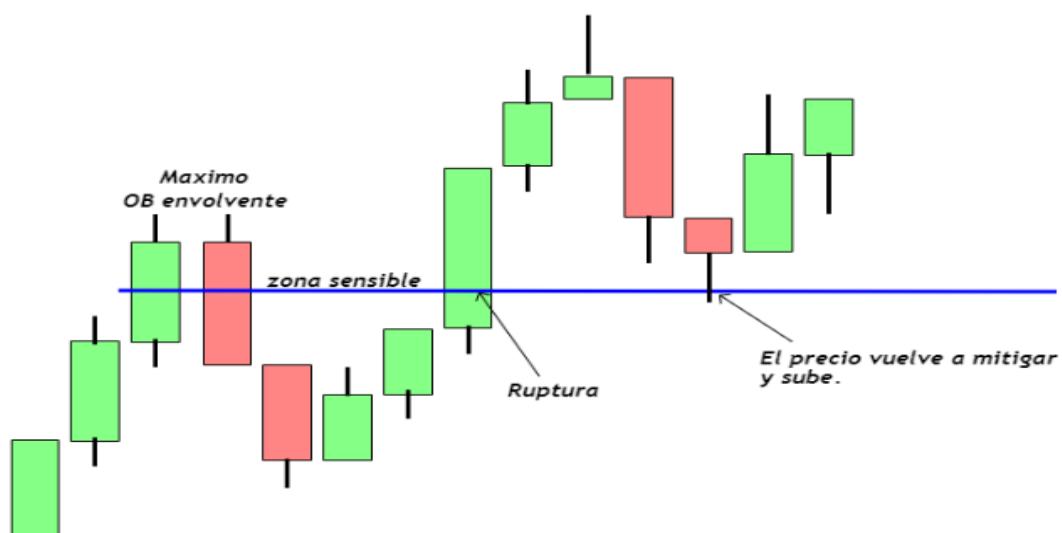 Maximo
OB envolvente
zona sensible
Ruptura
El precio vuelve a mitigar
y sube.